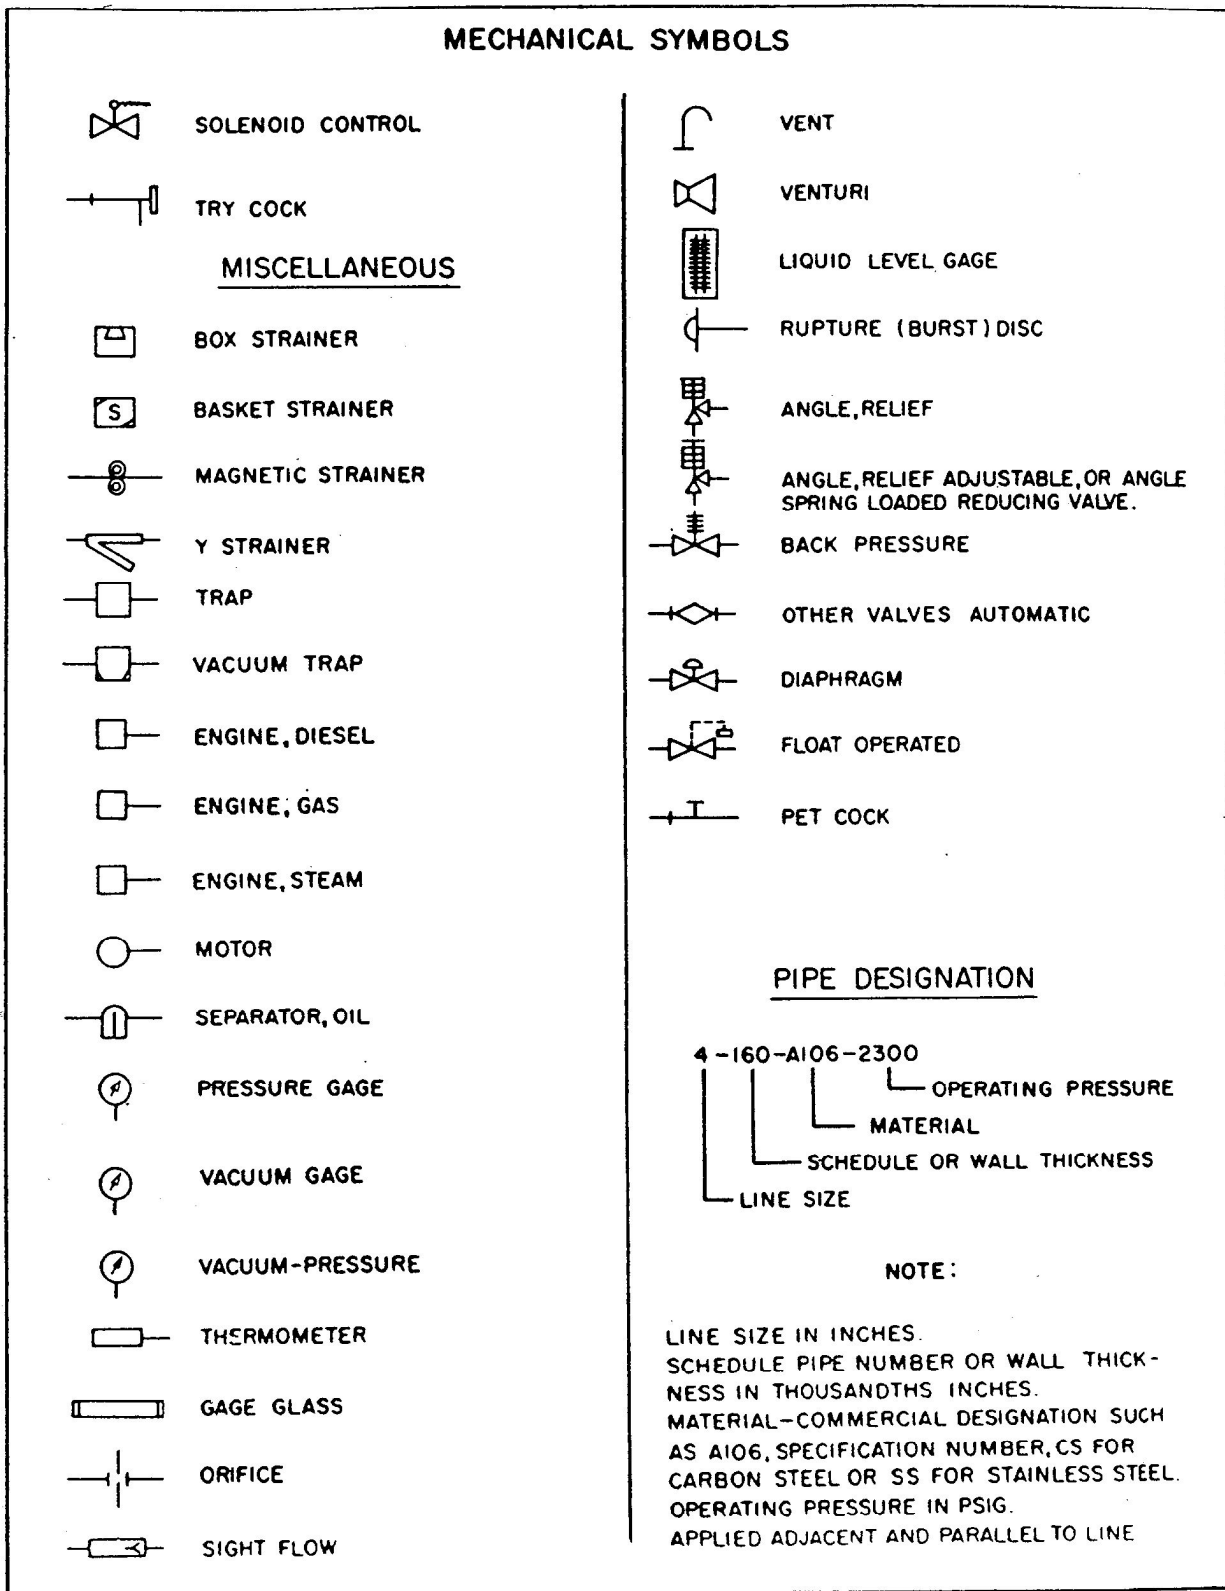 MECHANICAL SYMBOLS
SOLENOID CONTROL
TRY COCK
MISCELLANEOUS
BOX STRAINER
S
BASKET STRAINER
MAGNETIC STRAINER
Y STRAINER
TRAP
VACUUM TRAP
ENGINE, DIESEL
ENGINE, GAS
ENGINE, STEAM
MOTOR
SEPARATOR, OIL
PRESSURE GAGE
VACUUM GAGE
VACUUM-PRESSURE
THERMOMETER
GAGE GLASS
ORIFICE
SIGHT FLOW
VENT
VENTURI
LIQUID LEVEL GAGE
RUPTURE (BURST) DISC
ANGLE, RELIEF
ANGLE, RELIEF ADJUSTABLE, OR ANGLE
SPRING LOADED REDUCING VALVE.
BACK PRESSURE
OTHER VALVES AUTOMATIC
DIAPHRAGM
FLOAT OPERATED
PET COCK
PIPE DESIGNATION
4-160-A106-2300
OPERATING PRESSURE
MATERIAL
SCHEDULE OR WALL THICKNESS
LINE SIZE
NOTE:
LINE SIZE IN INCHES.
SCHEDULE PIPE NUMBER OR WALL THICK-
NESS IN THOUSANDTHS INCHES.
MATERIAL-COMMERCIAL DESIGNATION SUCH
AS A106, SPECIFICATION NUMBER, CS FOR
CARBON STEEL OR SS FOR STAINLESS STEEL.
OPERATING PRESSURE IN PSIG.
APPLIED ADJACENT AND PARALLEL TO LINE